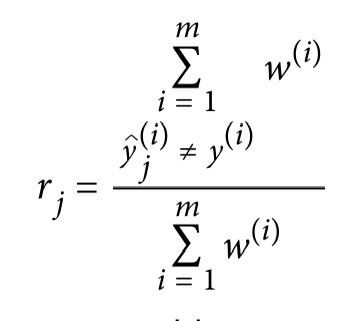 m
∑ w^(i)
i = 1
ŷ_j^(i) ≠ y^(i)
r_j =
m
∑ w^(i)
i = 1